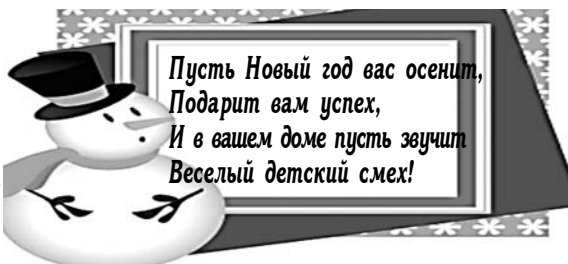 Пусть Новый год вас осенит,
Подарит вам успех,
И в вашем доме пусть звучит
Веселый детский смех!